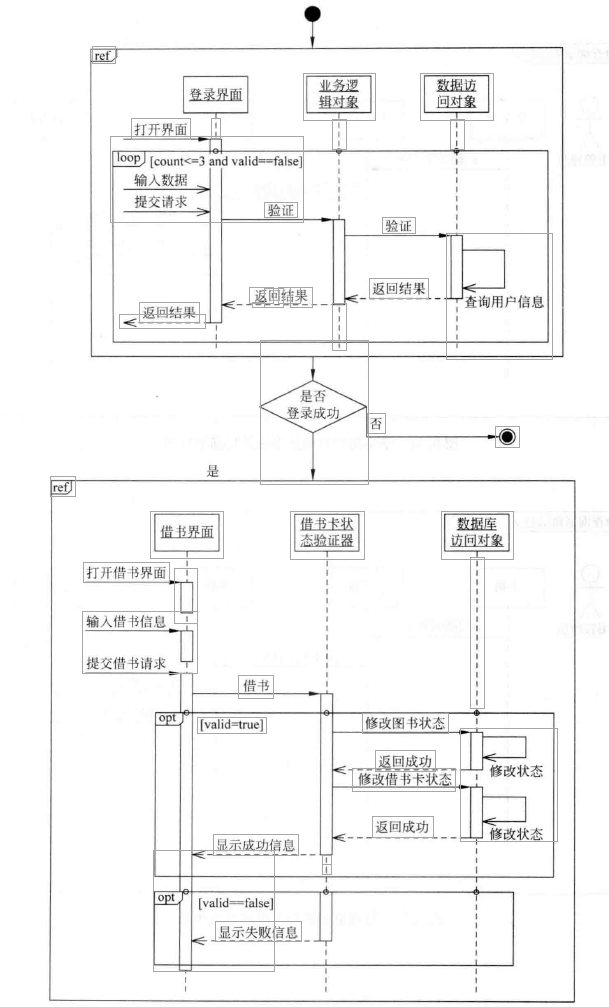 ref
登录界面
业务逻
辑对象
数据访
问对象
打开界面
loop
[count<=3 and valid==false]
输入数据
提交请求
验证
验证
查询用户信息
返回结果
返回结果
返回结果
是否
登录成功
否
是
ref
借书界面
借书卡状
态验证器
数据库
访问对象
打开借书界面
输入借书信息
提交借书请求
借书
opt
[valid=true]
修改图书状态
修改状态
返回成功
修改借书卡状态
修改状态
返回成功
显示成功信息
opt
[valid==false]
显示失败信息